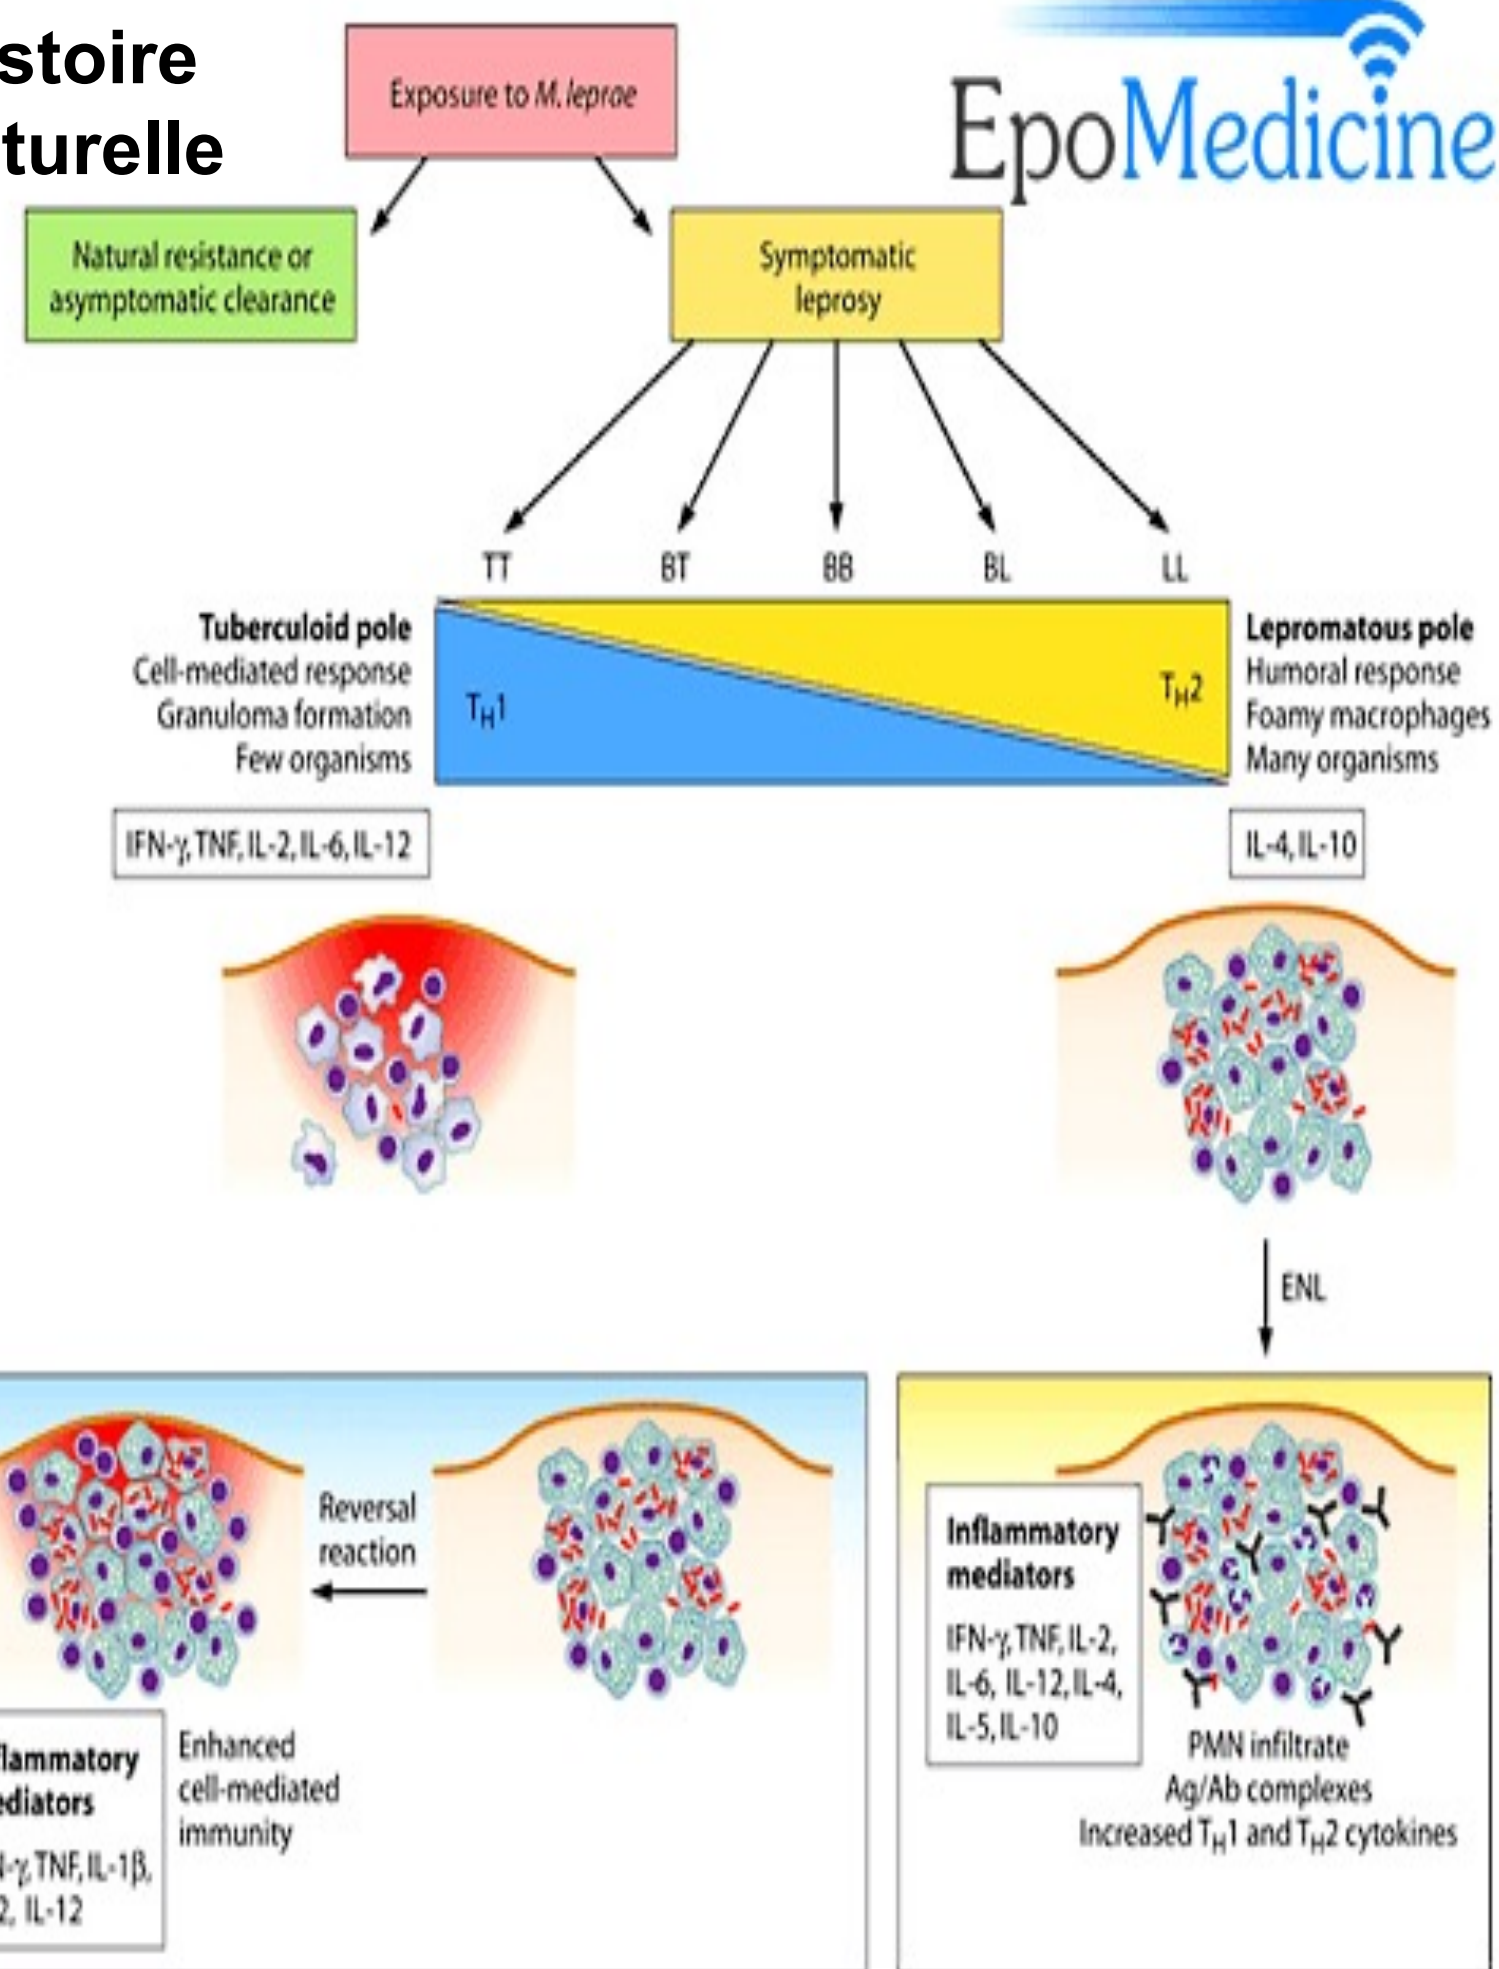 stoire
turelle
EpoMedicine
Exposure to M. leprae
Natural resistance or
asymptomatic clearance
Symptomatic
leprosy
TT
BT
BB
BL
LL
Tuberculoid pole
Cell-mediated response
Granuloma formation
Few organisms
TH1
TH2
Lepromatous pole
Humoral response
Foamy macrophages
Many organisms
IFN-γ, TNF, IL-2, IL-6, IL-12
IL-4, IL-10
ENL
Reversal
reaction
flammatory
ediators
N-γ, TNF, IL-1β,
2, IL-12
Enhanced
cell-mediated
immunity
Inflammatory
mediators
IFN-γ, TNF, IL-2,
IL-6, IL-12, IL-4,
IL-5, IL-10
PMN infiltrate
Ag/Ab complexes
Increased TH1 and TH2 cytokines